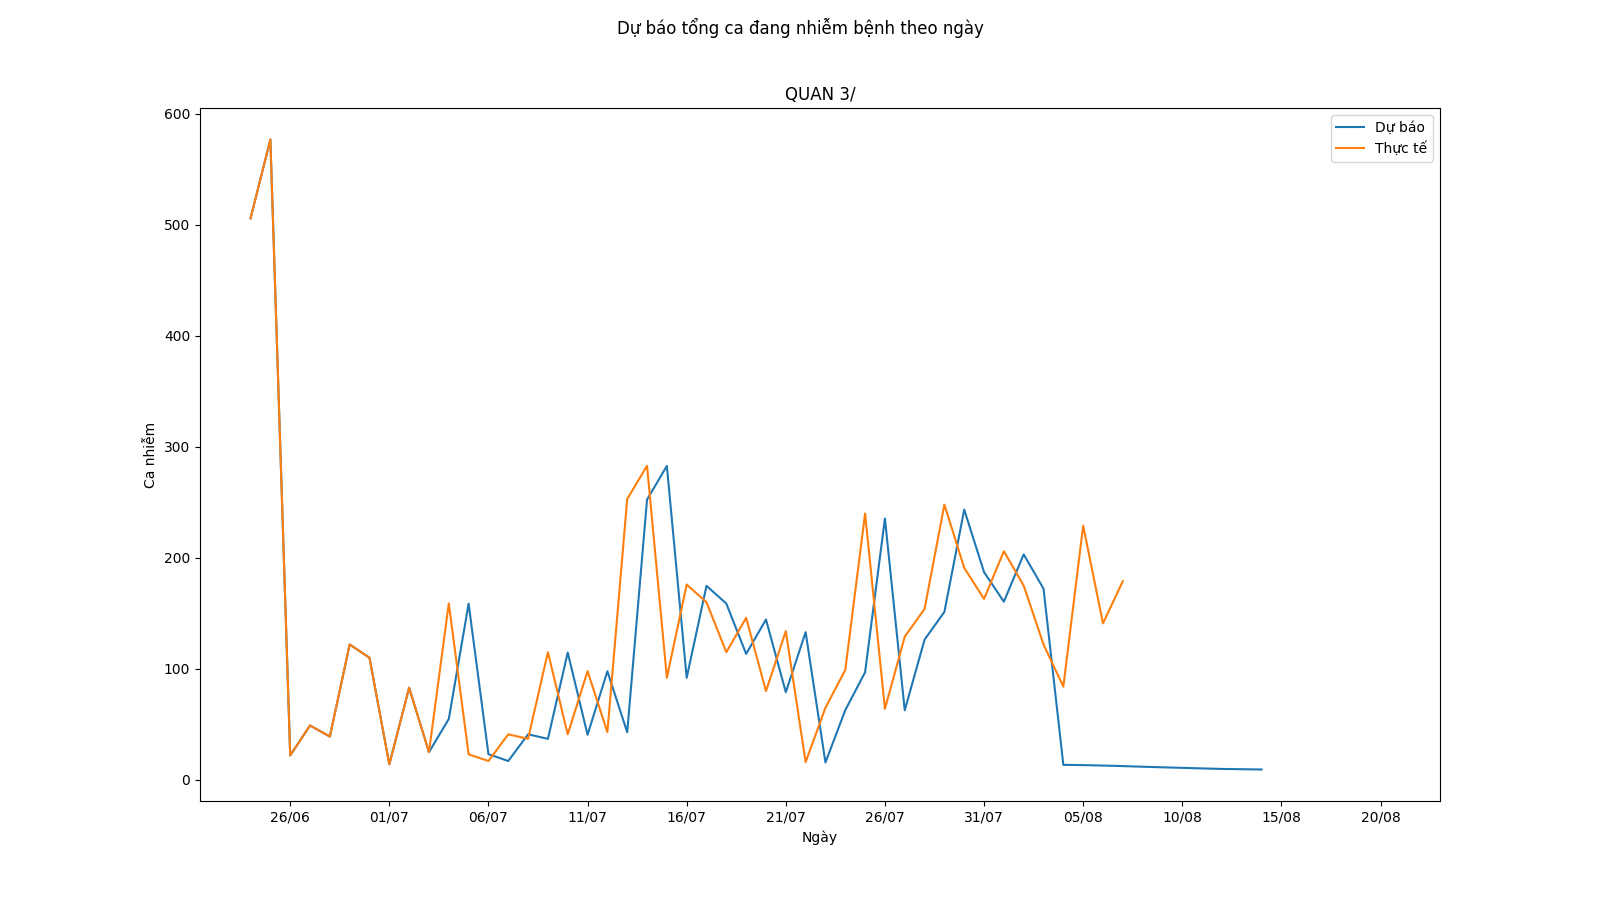 Dự báo tổng ca đang nhiễm bệnh theo ngày
QUAN 3/
Dự báo
Thực tế
600
500
400
300
200
100
0
Ca nhiễm
26/06 01/07 06/07 11/07 16/07 21/07 26/07 31/07 05/08 10/08 15/08 20/08
Ngày